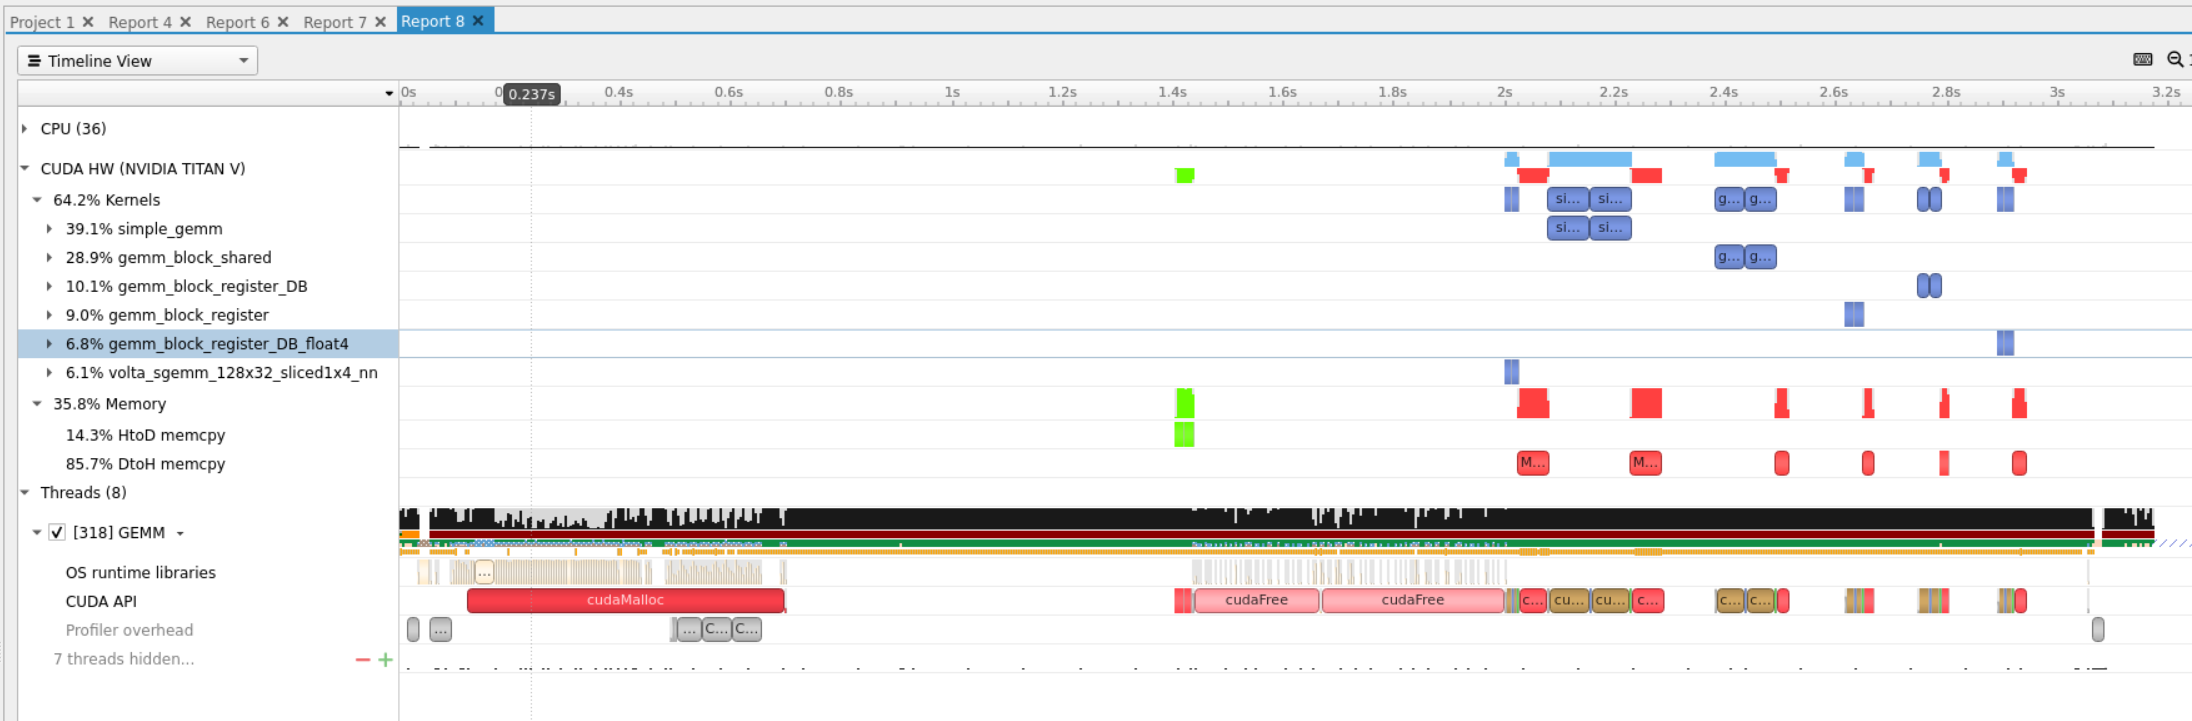 Project 1 ✕ Report 4 ✕ Report 6 ✕ Report 7 ✕ Report 8 ✕
Timeline View
0s 0.237s 0.4s 0.6s 0.8s 1s 1.2s 1.4s 1.6s 1.8s 2s 2.2s 2.4s 2.6s 2.8s 3s 3.2s
CPU (36)
CUDA HW (NVIDIA TITAN V)
64.2% Kernels si... si... g... g...
39.1% simple_gemm si... si...
28.9% gemm_block_shared g... g...
10.1% gemm_block_register_DB
9.0% gemm_block_register
6.8% gemm_block_register_DB_float4
6.1% volta_sgemm_128x32_sliced1x4_nn
35.8% Memory
14.3% HtoD memcpy
85.7% DtoH memcpy M... M...
Threads (8)
[318] GEMM
OS runtime libraries ...
CUDA API cudaMalloc cudaFree cudaFree c... cu... cu... c... c... c...
Profiler overhead ... ... C... C...
7 threads hidden... − +